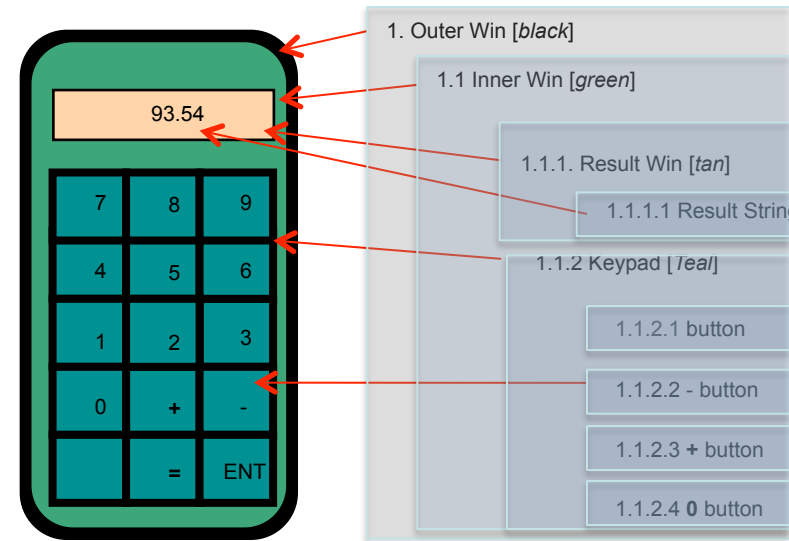 1. Outer Win [black]
1.1 Inner Win [green]
93.54
1.1.1. Result Win [tan]
1.1.1.1 Result String
7 8 9
1.1.2 Keypad [Teal]
4 5 6
1 2 3
1.1.2.1 button
1.1.2.2 - button
0 + -
1.1.2.3 + button
= ENT
1.1.2.4 0 button